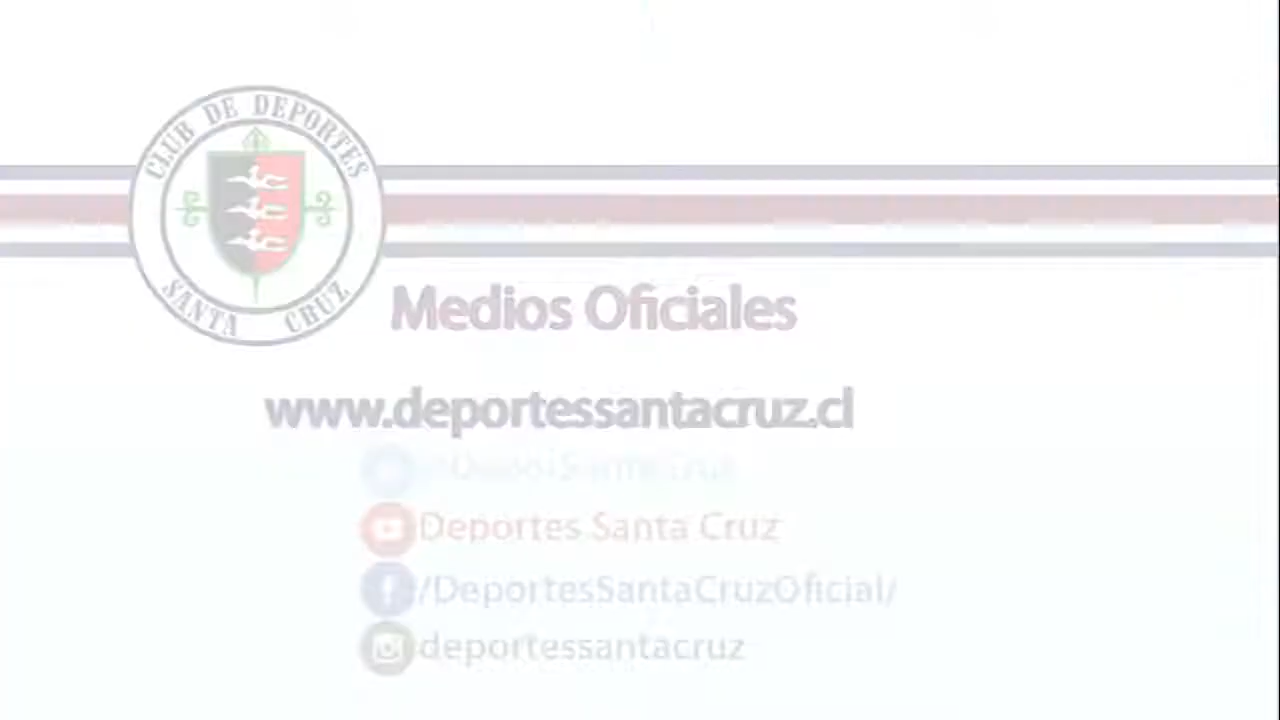 CLUB DE DEPORTES
SANTA CRUZ
Medios Oficiales
www.deportessantacruz.cl
Deportes Santa Cruz
/DeportesSantaCruzOficial/
deportessantacruz